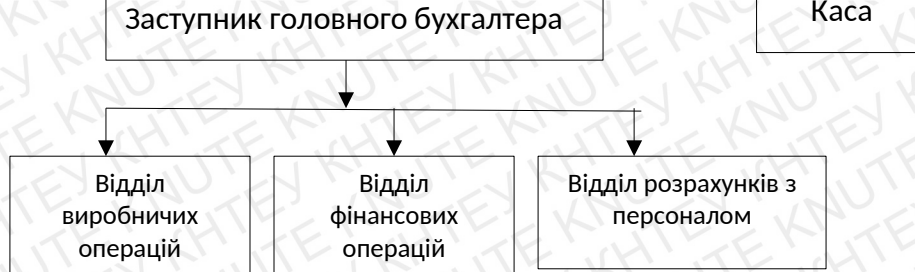 Заступник головного бухгалтера
Каса
Відділ
виробничих
операцій
Відділ
фінансових
операцій
Відділ розрахунків з
персоналом